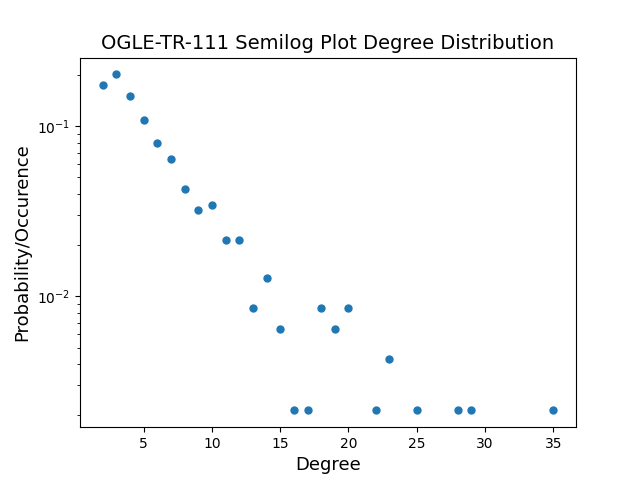 OGLE-TR-111 Semilog Plot Degree Distribution
Probability/Occurence
10⁻¹
10⁻²
5 10 15 20 25 30 35
Degree